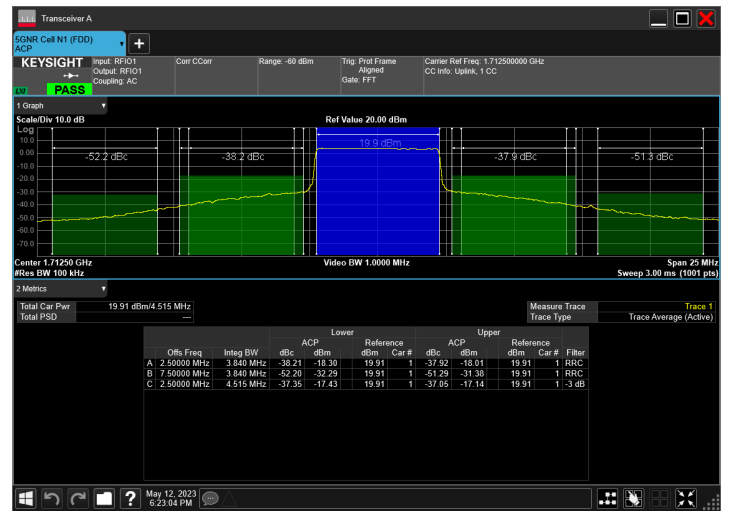 Transceiver A
5GNR Cell N1 (FDD)
ACP
KEYSIGHT
LXI
PASS
Input: RFIO1
Output: RFIO1
Coupling: AC
Corr CCorr
Range: -60 dBm
Trig: Prot Frame
Aligned
Gate: FFT
Carrier Ref Freq: 1.712500000 GHz
CC Info: Uplink, 1 CC
1 Graph
Scale/Div 10.0 dB
Ref Value 20.00 dBm
Log
10.0
0.00
-10.0
-20.0
-30.0
-40.0
-50.0
-60.0
-70.0
-52.2 dBc
-38.2 dBc
19.9 dBm
-37.9 dBc
-51.3 dBc
Center 1.71250 GHz
Video BW 1.0000 MHz
Span 25 MHz
#Res BW 100 kHz
Sweep 3.00 ms (1001 pts)
2 Metrics
Total Car Pwr 19.91 dBm/4.515 MHz
Total PSD ---
Measure Trace Trace 1
Trace Type Trace Average (Active)
Lower Upper
ACP Reference ACP Reference
Offs Freq Integ BW dBc dBm dBm Car # dBc dBm dBm Car # Filter
A 2.50000 MHz 3.840 MHz -38.21 -18.30 19.91 1 -37.92 -18.01 19.91 1 RRC
B 7.50000 MHz 3.840 MHz -52.20 -32.29 19.91 1 -51.29 -31.38 19.91 1 RRC
C 2.50000 MHz 4.515 MHz -37.35 -17.43 19.91 1 -37.05 -17.14 19.91 1 -3 dB
May 12, 2023
6:23:04 PM